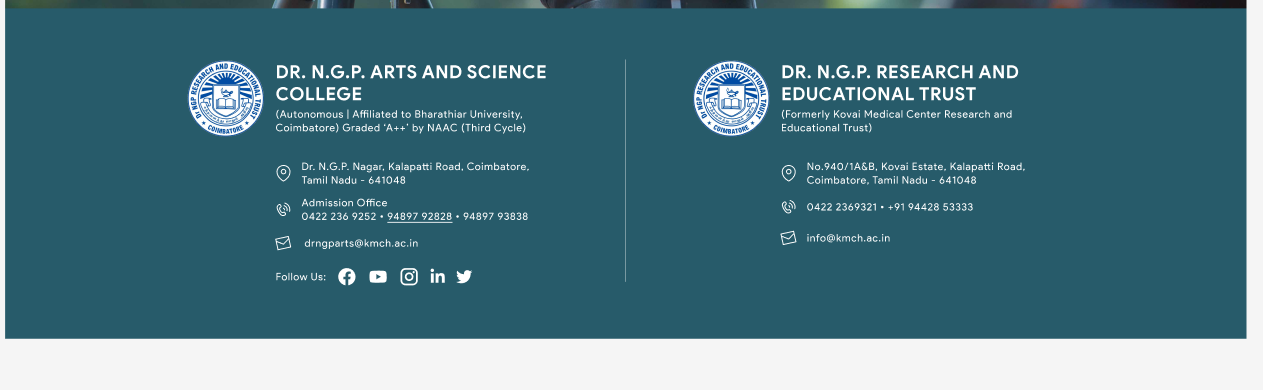 DR. N.G.P. ARTS AND SCIENCE
COLLEGE
(Autonomous | Affiliated to Bharathiar University,
Coimbatore) Graded ‘A++’ by NAAC (Third Cycle)
Dr. N.G.P. Nagar, Kalapatti Road, Coimbatore,
Tamil Nadu - 641048
Admission Office
0422 236 9252 • 94897 92828 • 94897 93838
drngparts@kmch.ac.in
Follow Us:
DR. N.G.P. RESEARCH AND
EDUCATIONAL TRUST
(Formerly Kovai Medical Center Research and
Educational Trust)
No.940/1A&B, Kovai Estate, Kalapatti Road,
Coimbatore, Tamil Nadu - 641048
0422 2369321 • +91 94428 53333
info@kmch.ac.in
DR NGP RESEARCH AND EDUCATIONAL TRUST
COIMBATORE
DR NGP RESEARCH AND EDUCATIONAL TRUST
COIMBATORE